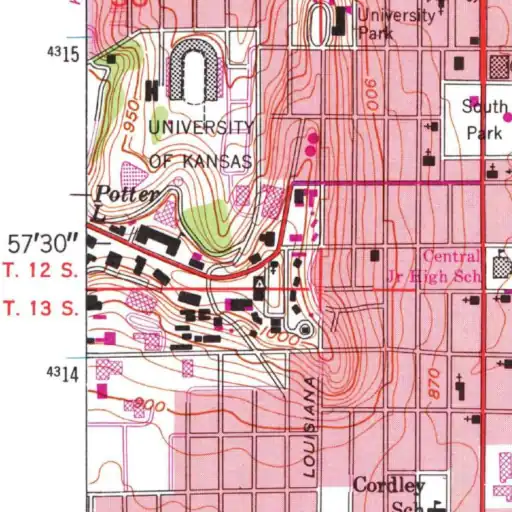 University
Park
4315
900
South
Park
950
UNIVERSITY
OF KANSAS
Potter
L
57'30"
Central
Jr High Sch
T. 12 S.
T. 13 S.
1000
4314
870
900
LOUISIANA
Cordley
Sch